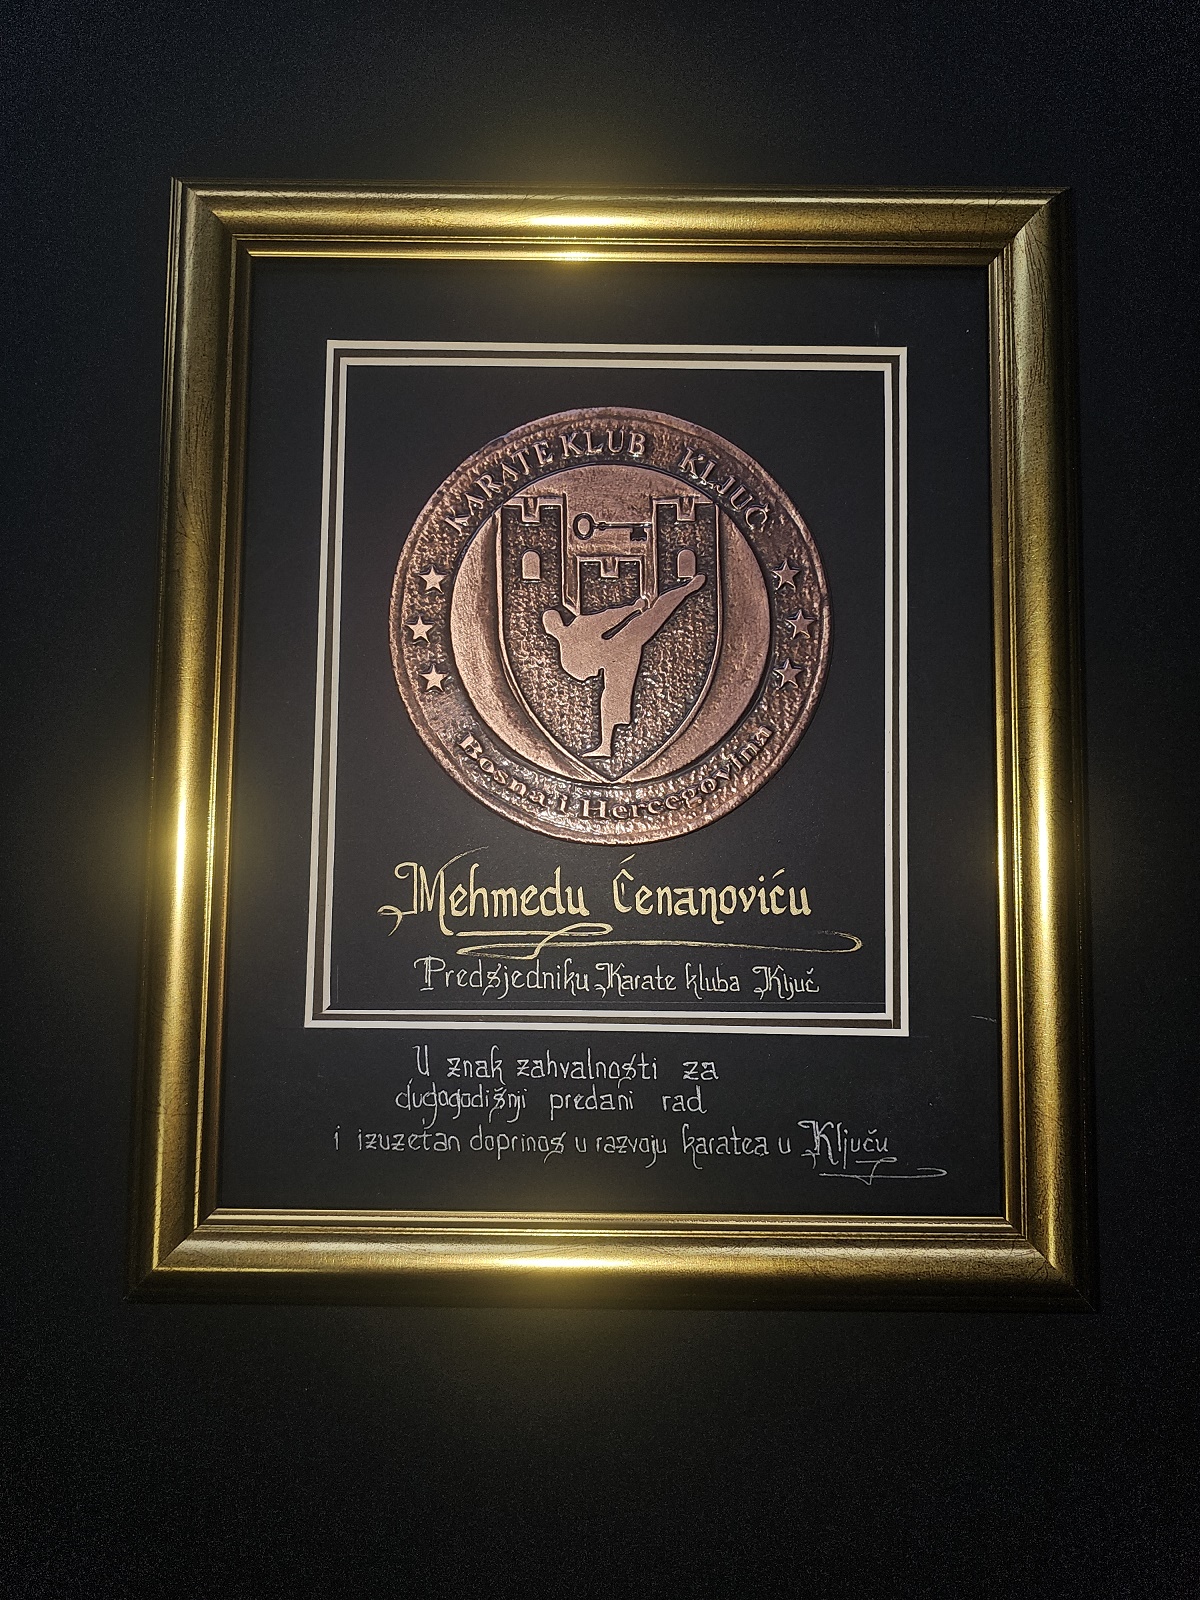 KARATE KLUB KLJUČ
Bosna i Hercegovina
Mehmedu Ćenanoviću
Predsjedniku Karate kluba Ključ
U znak zahvalnosti za
dugogodišnji predani rad
i izuzetan doprinos u razvoju karatea u Ključu